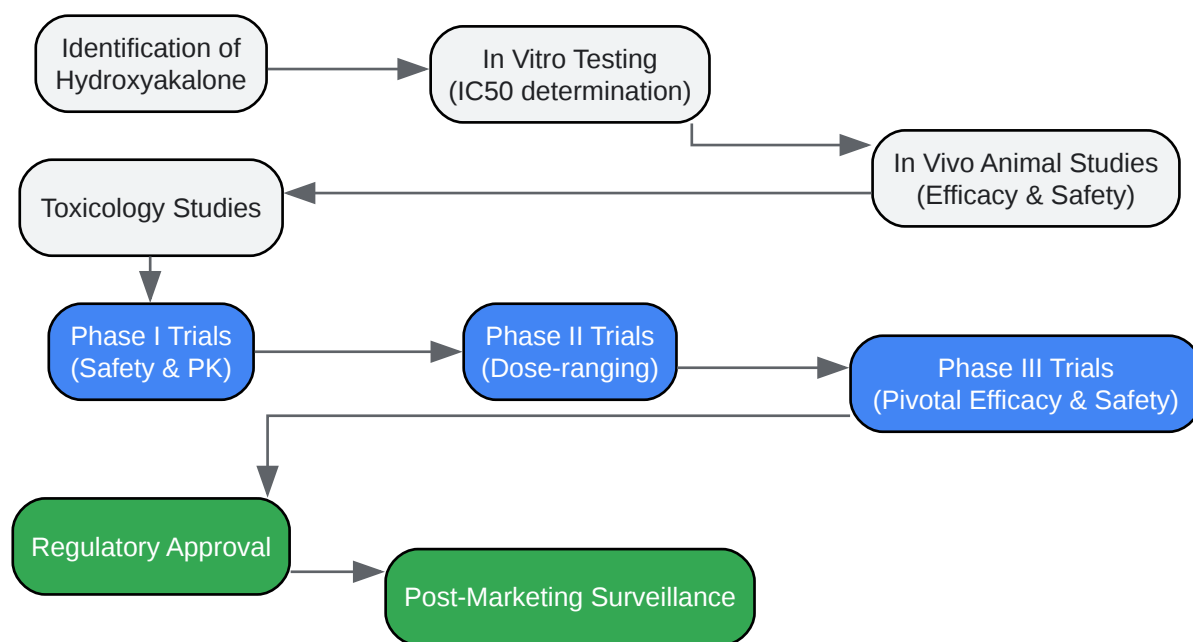 Identification of
Hydroxyakalone
In Vitro Testing
(IC50 determination)
In Vivo Animal Studies
(Efficacy & Safety)
Toxicology Studies
Phase I Trials
(Safety & PK)
Phase II Trials
(Dose-ranging)
Phase III Trials
(Pivotal Efficacy & Safety)
Regulatory Approval
Post-Marketing Surveillance